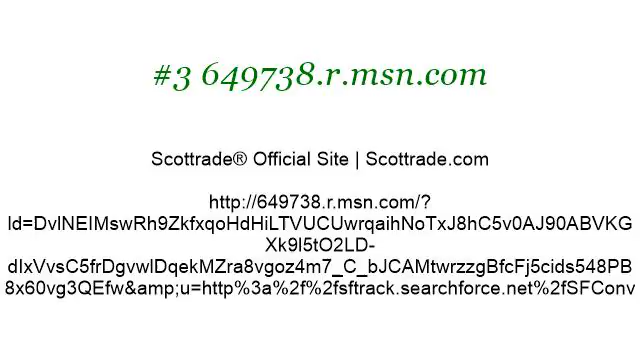 #3 649738.r.msn.com
Scottrade® Official Site | Scottrade.com
http://649738.r.msn.com/?
ld=DvlNEIMswRh9ZkfxqoHdHiLTVUCUwrqaihNoTxJ8hC5v0AJ90ABVKG
Xk9l5tO2LD-
dIxVvsC5frDgvwlDqekMZra8vgoz4m7_C_bJCAMtwrzzgBfcFj5cids548PB
8x60vg3QEfw&amp;u=http%3a%2f%2fsftrack.searchforce.net%2fSFConv